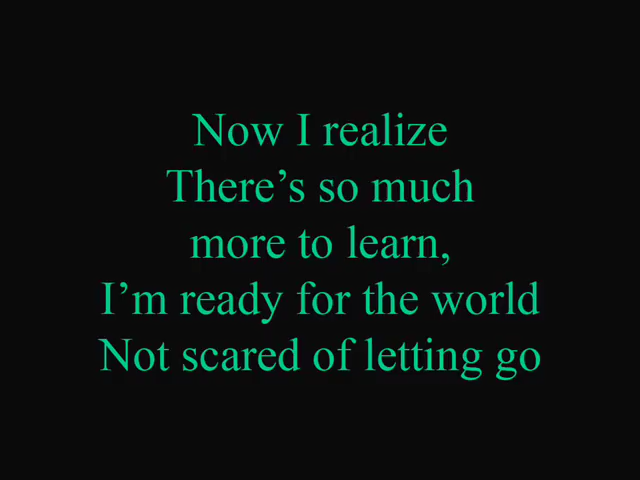 Now I realize
There’s so much
more to learn,
I’m ready for the world
Not scared of letting go